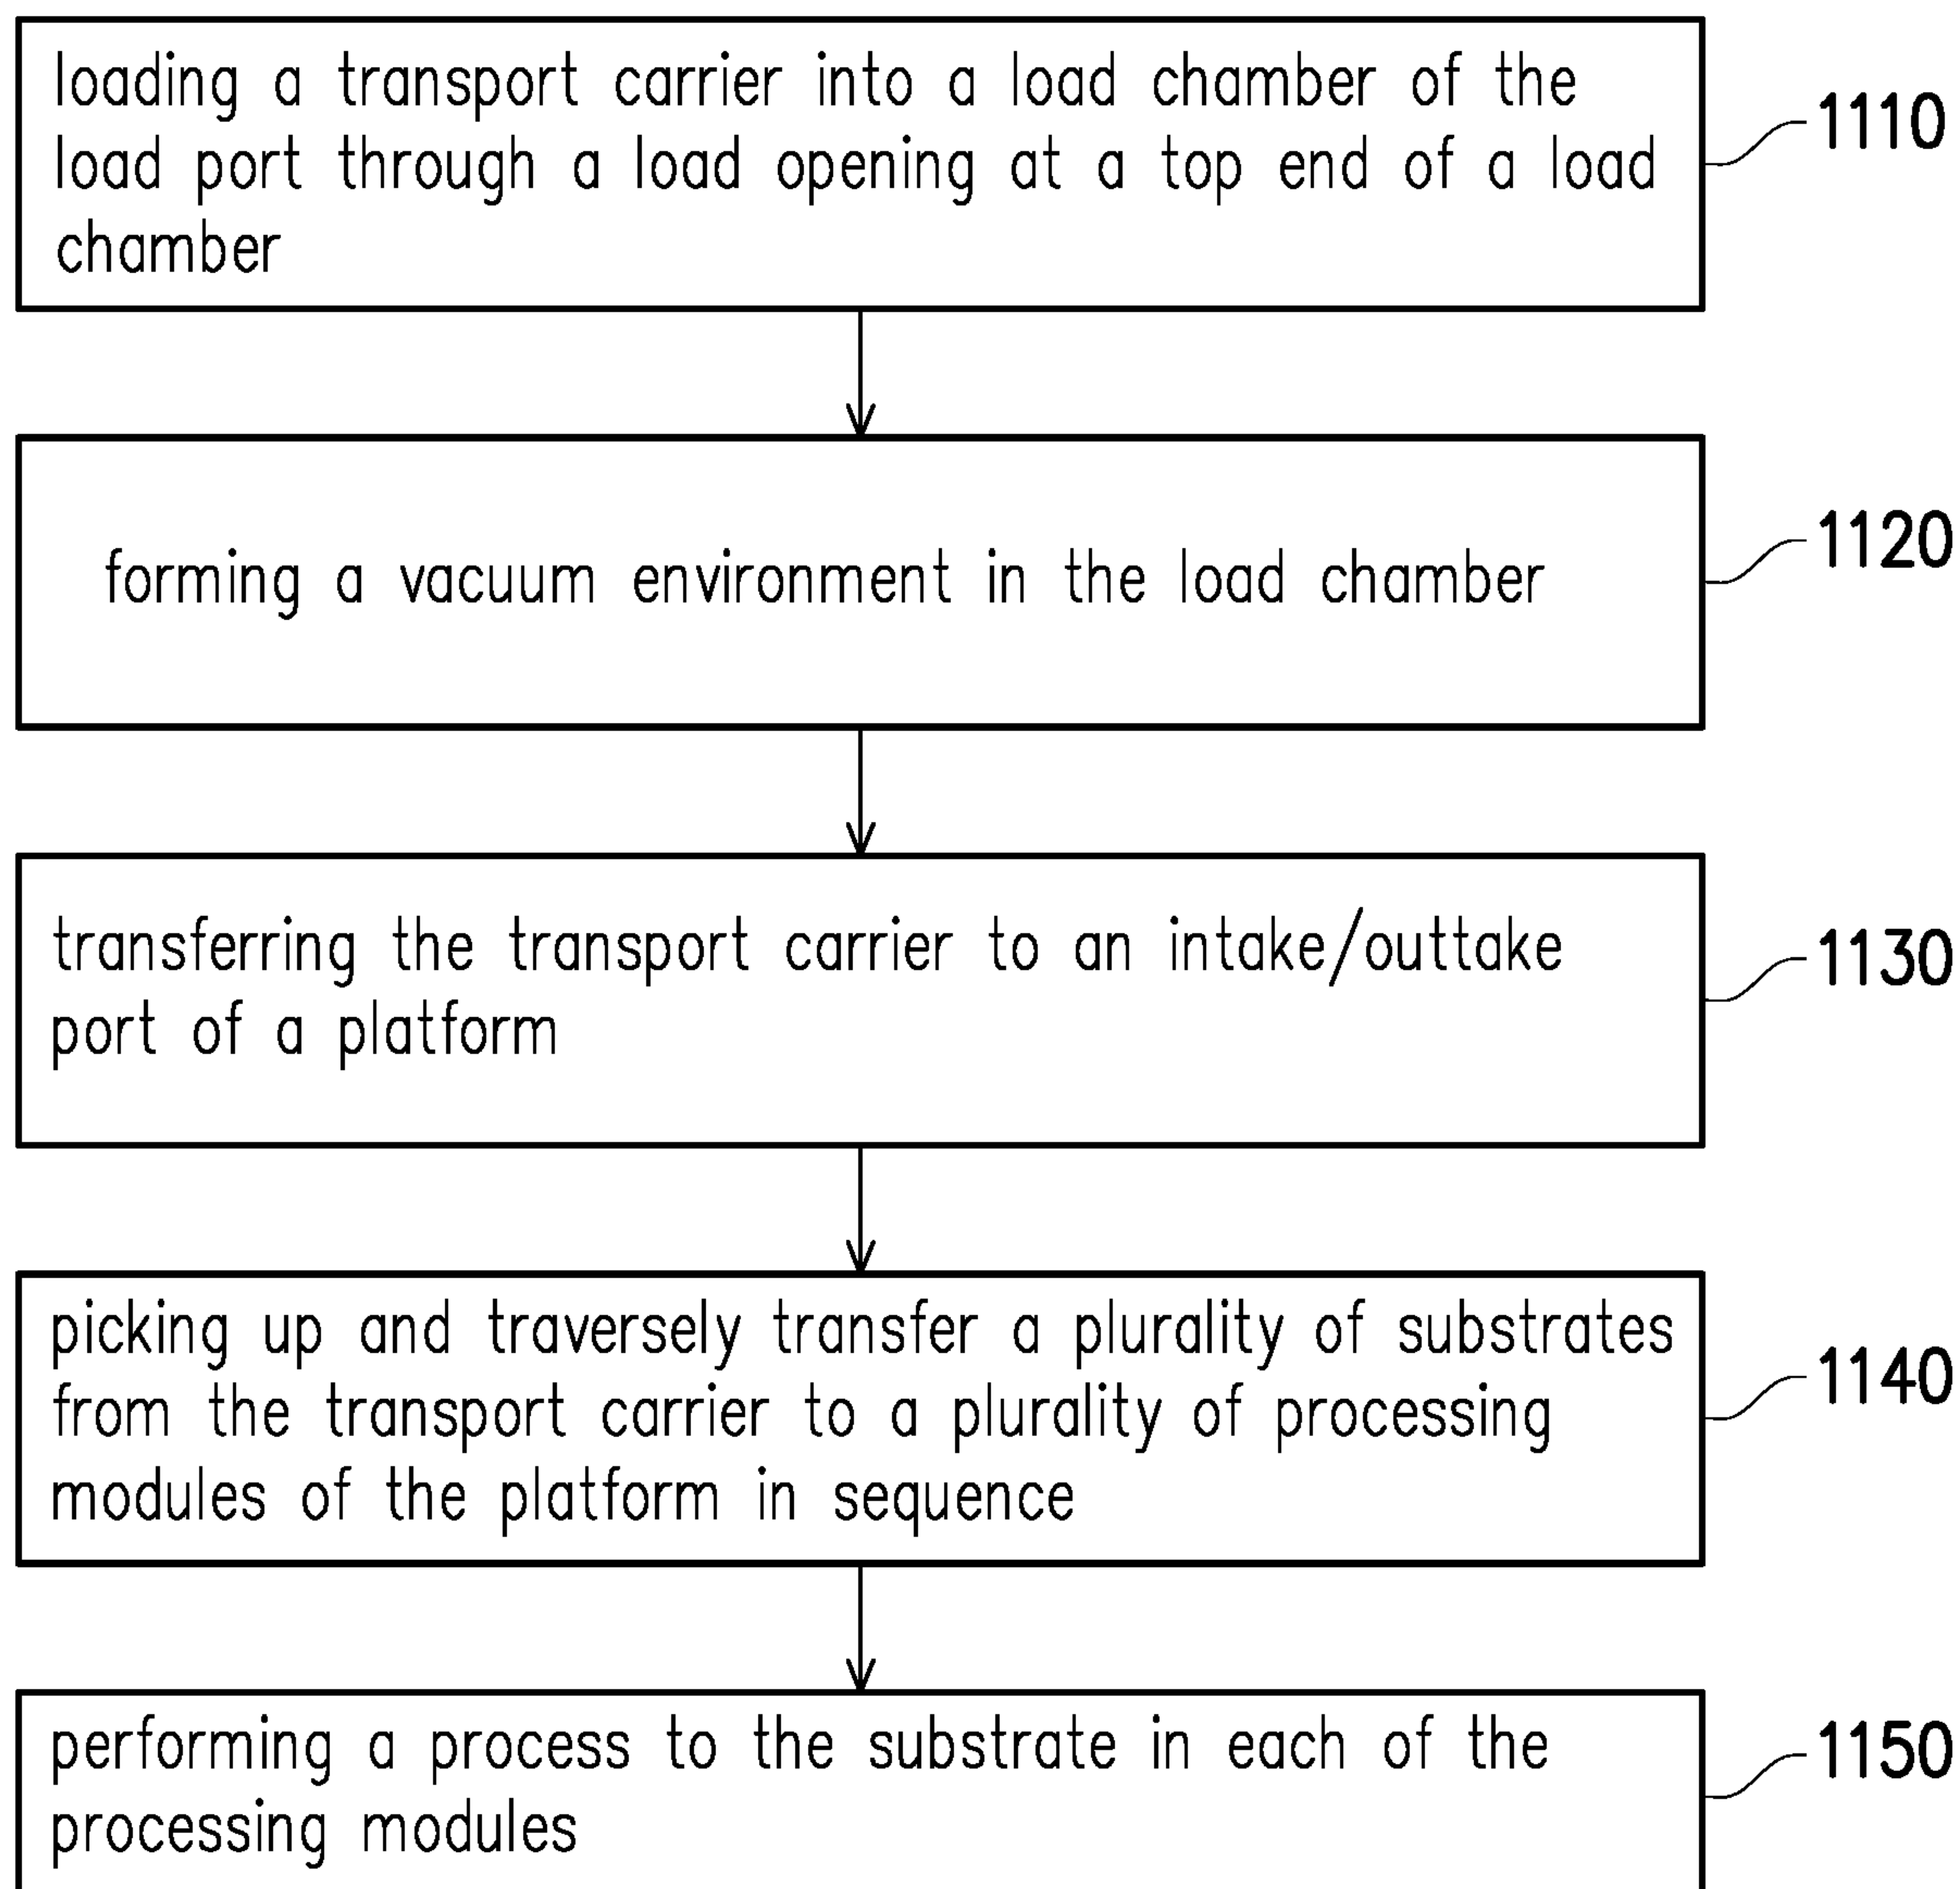 loading a transport carrier into a load chamber of the
load port through a load opening at a top end of a load
chamber
1110
forming a vacuum environment in the load chamber
1120
transferring the transport carrier to an intake/outtake
port of a platform
1130
picking up and traversely transfer a plurality of substrates
from the transport carrier to a plurality of processing
modules of the platform in sequence
1140
performing a process to the substrate in each of the
processing modules
1150